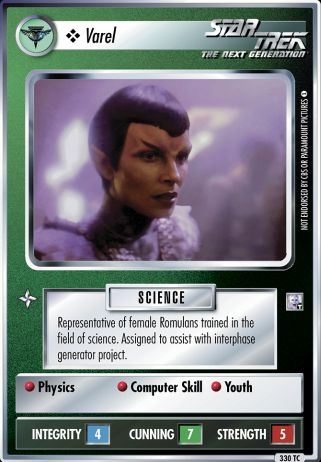 ❖ Varel
STAR TREK
THE NEXT GENERATION
NOT ENDORSED BY CBS OR PARAMOUNT PICTURES
SCIENCE
Representative of female Romulans trained in the
field of science. Assigned to assist with interphase
generator project.
Physics Computer Skill Youth
INTEGRITY 4 CUNNING 7 STRENGTH 5
330 TC